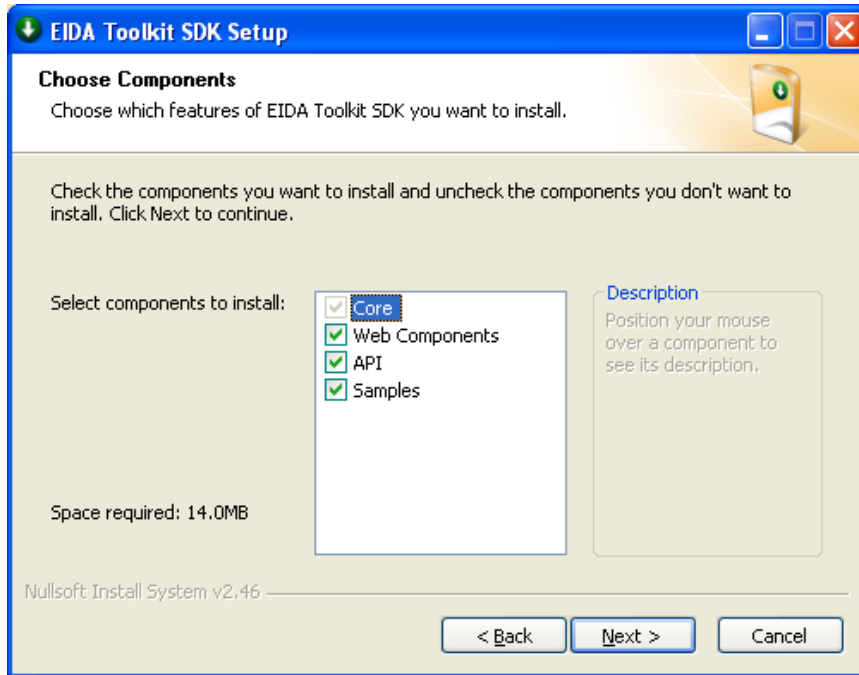 EIDA Toolkit SDK Setup
Choose Components
Choose which features of EIDA Toolkit SDK you want to install.
Check the components you want to install and uncheck the components you don't want to
install. Click Next to continue.
Select components to install:
Core
Web Components
API
Samples
Description
Position your mouse
over a component to
see its description.
Space required: 14.0MB
Nullsoft Install System v2.46
< Back
Next >
Cancel